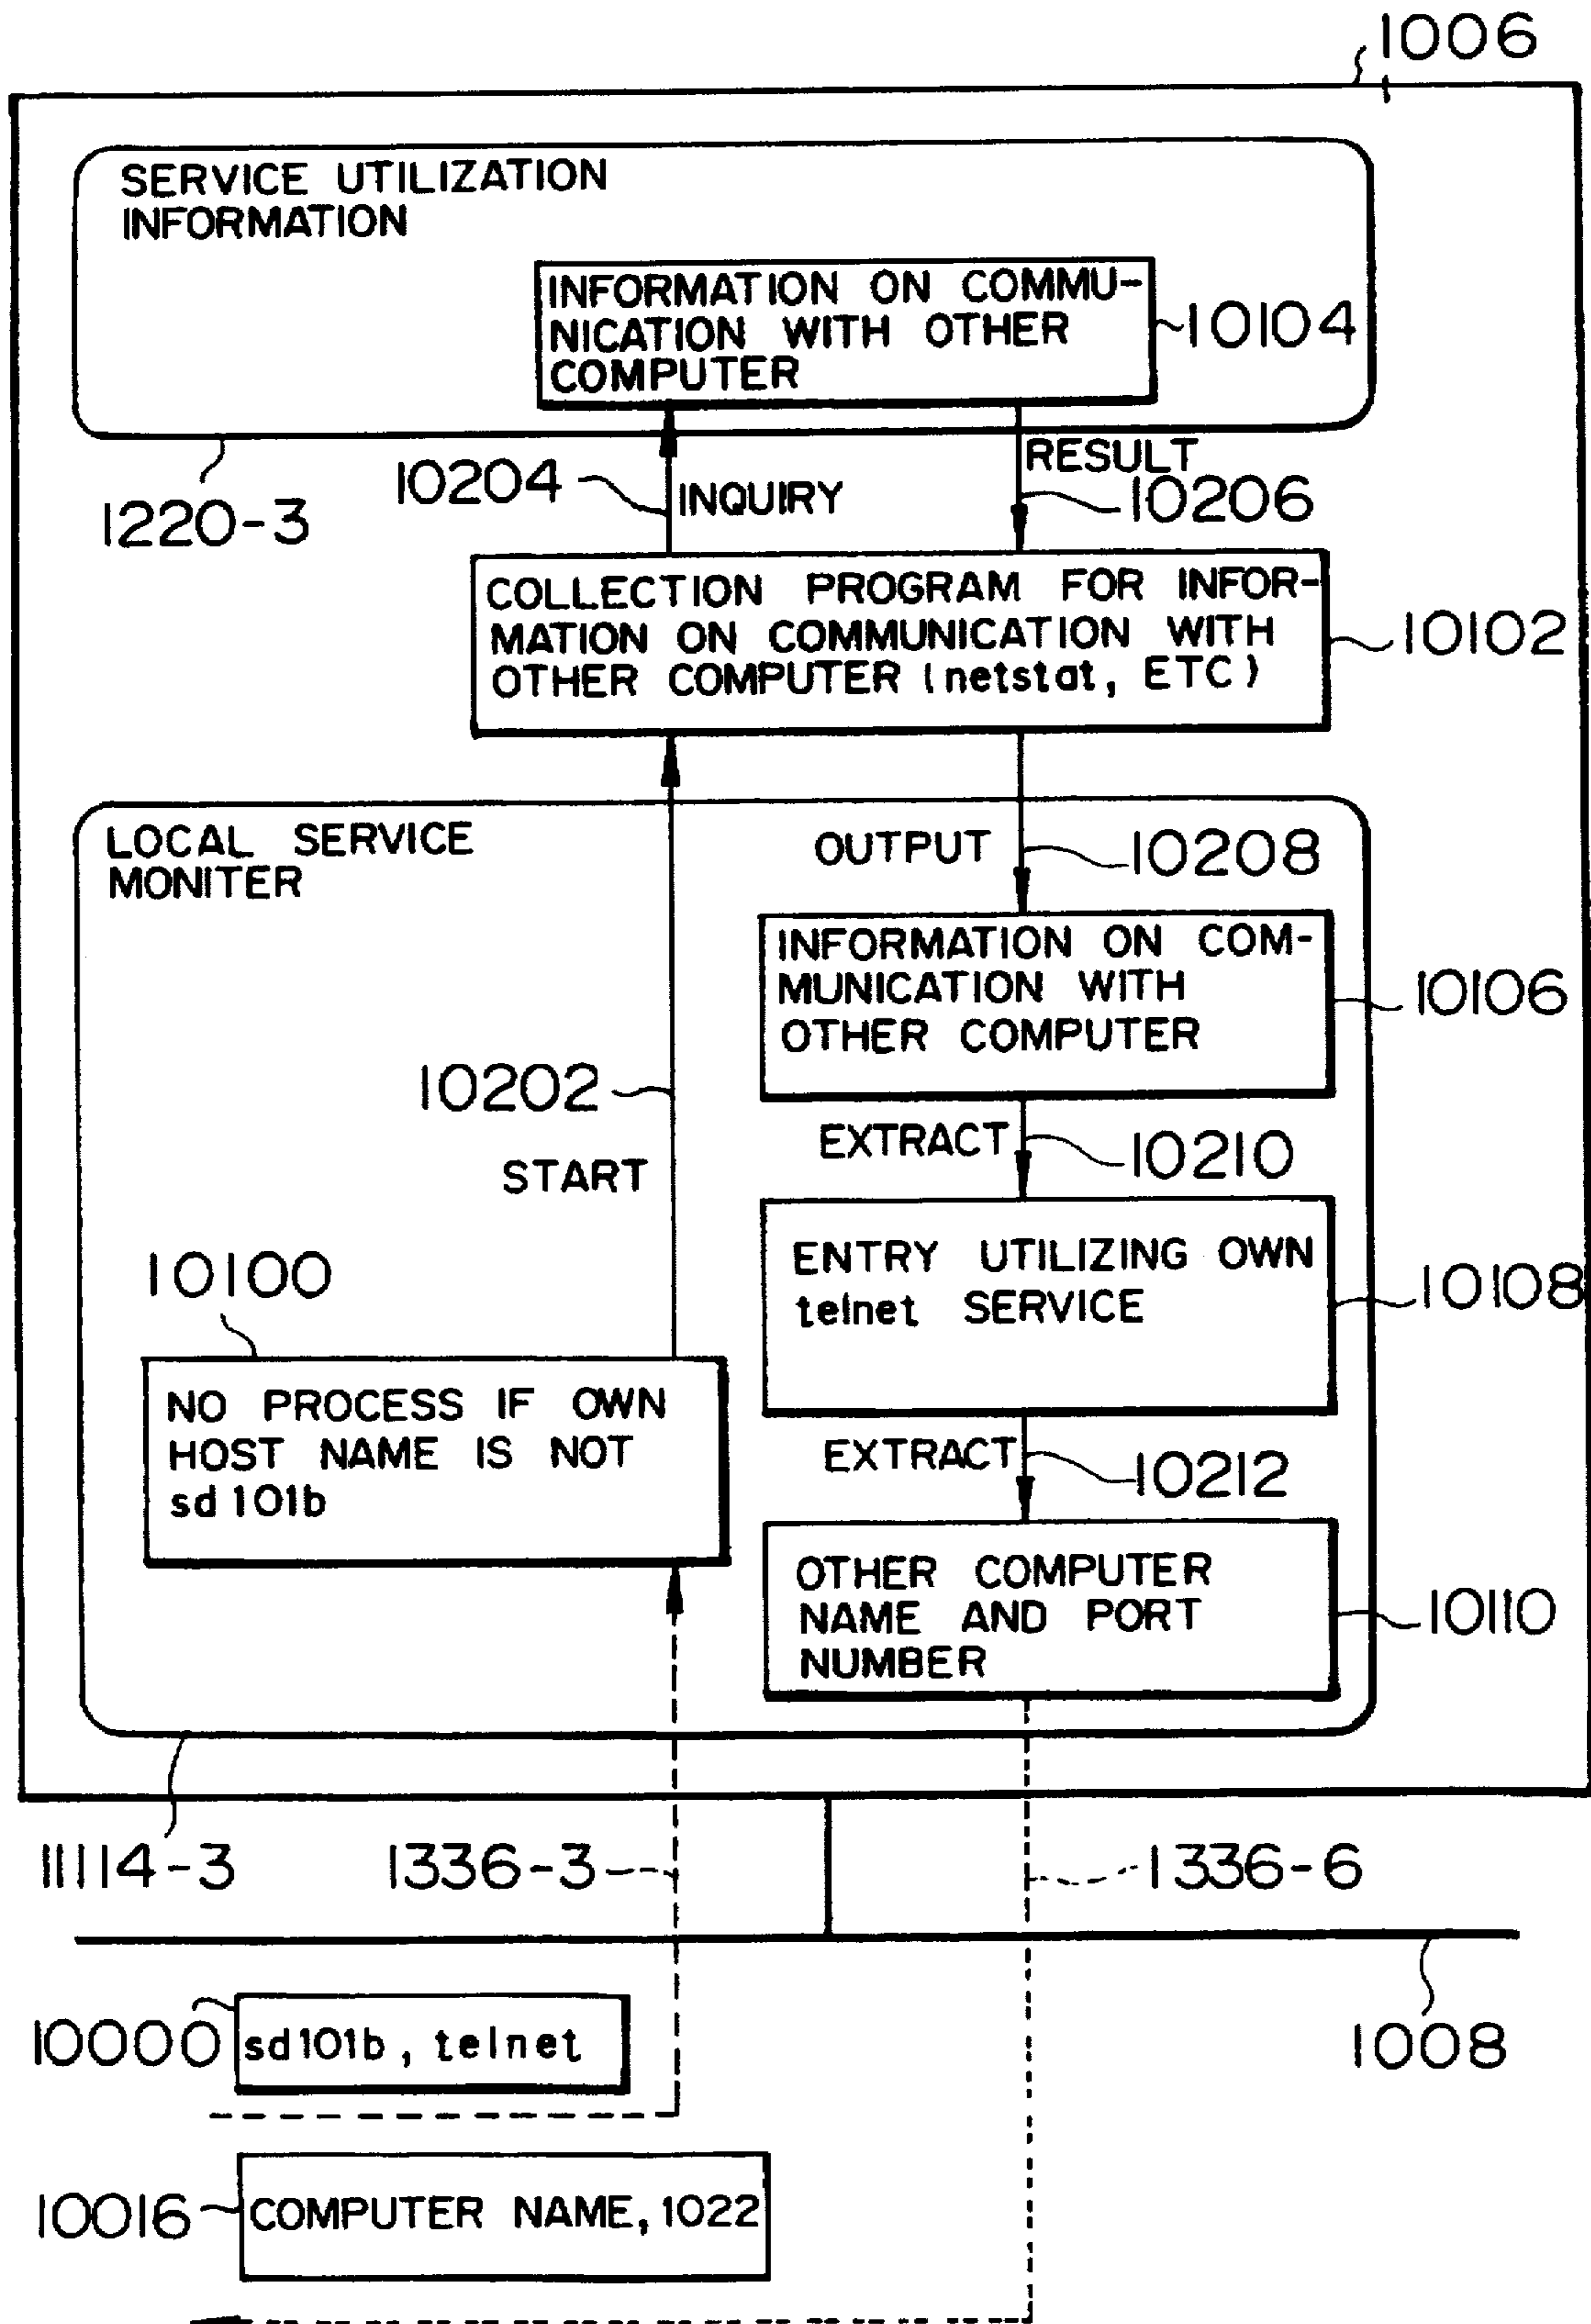 1006
SERVICE UTILIZATION
INFORMATION
INFORMATION ON COMMU-
NICATION WITH OTHER
COMPUTER
10104
1220-3
10204
INQUIRY
RESULT
10206
COLLECTION PROGRAM FOR INFOR-
MATION ON COMMUNICATION WITH
OTHER COMPUTER (netstat, ETC)
10102
LOCAL SERVICE
MONITER
OUTPUT
10208
INFORMATION ON COM-
MUNICATION WITH
OTHER COMPUTER
10106
10202
START
EXTRACT
10210
ENTRY UTILIZING OWN
telnet SERVICE
10108
10100
NO PROCESS IF OWN
HOST NAME IS NOT
sd101b
EXTRACT
10212
OTHER COMPUTER
NAME AND PORT
NUMBER
10110
11114-3
1336-3
1336-6
1008
10000
sd101b, telnet
10016
COMPUTER NAME, 1022